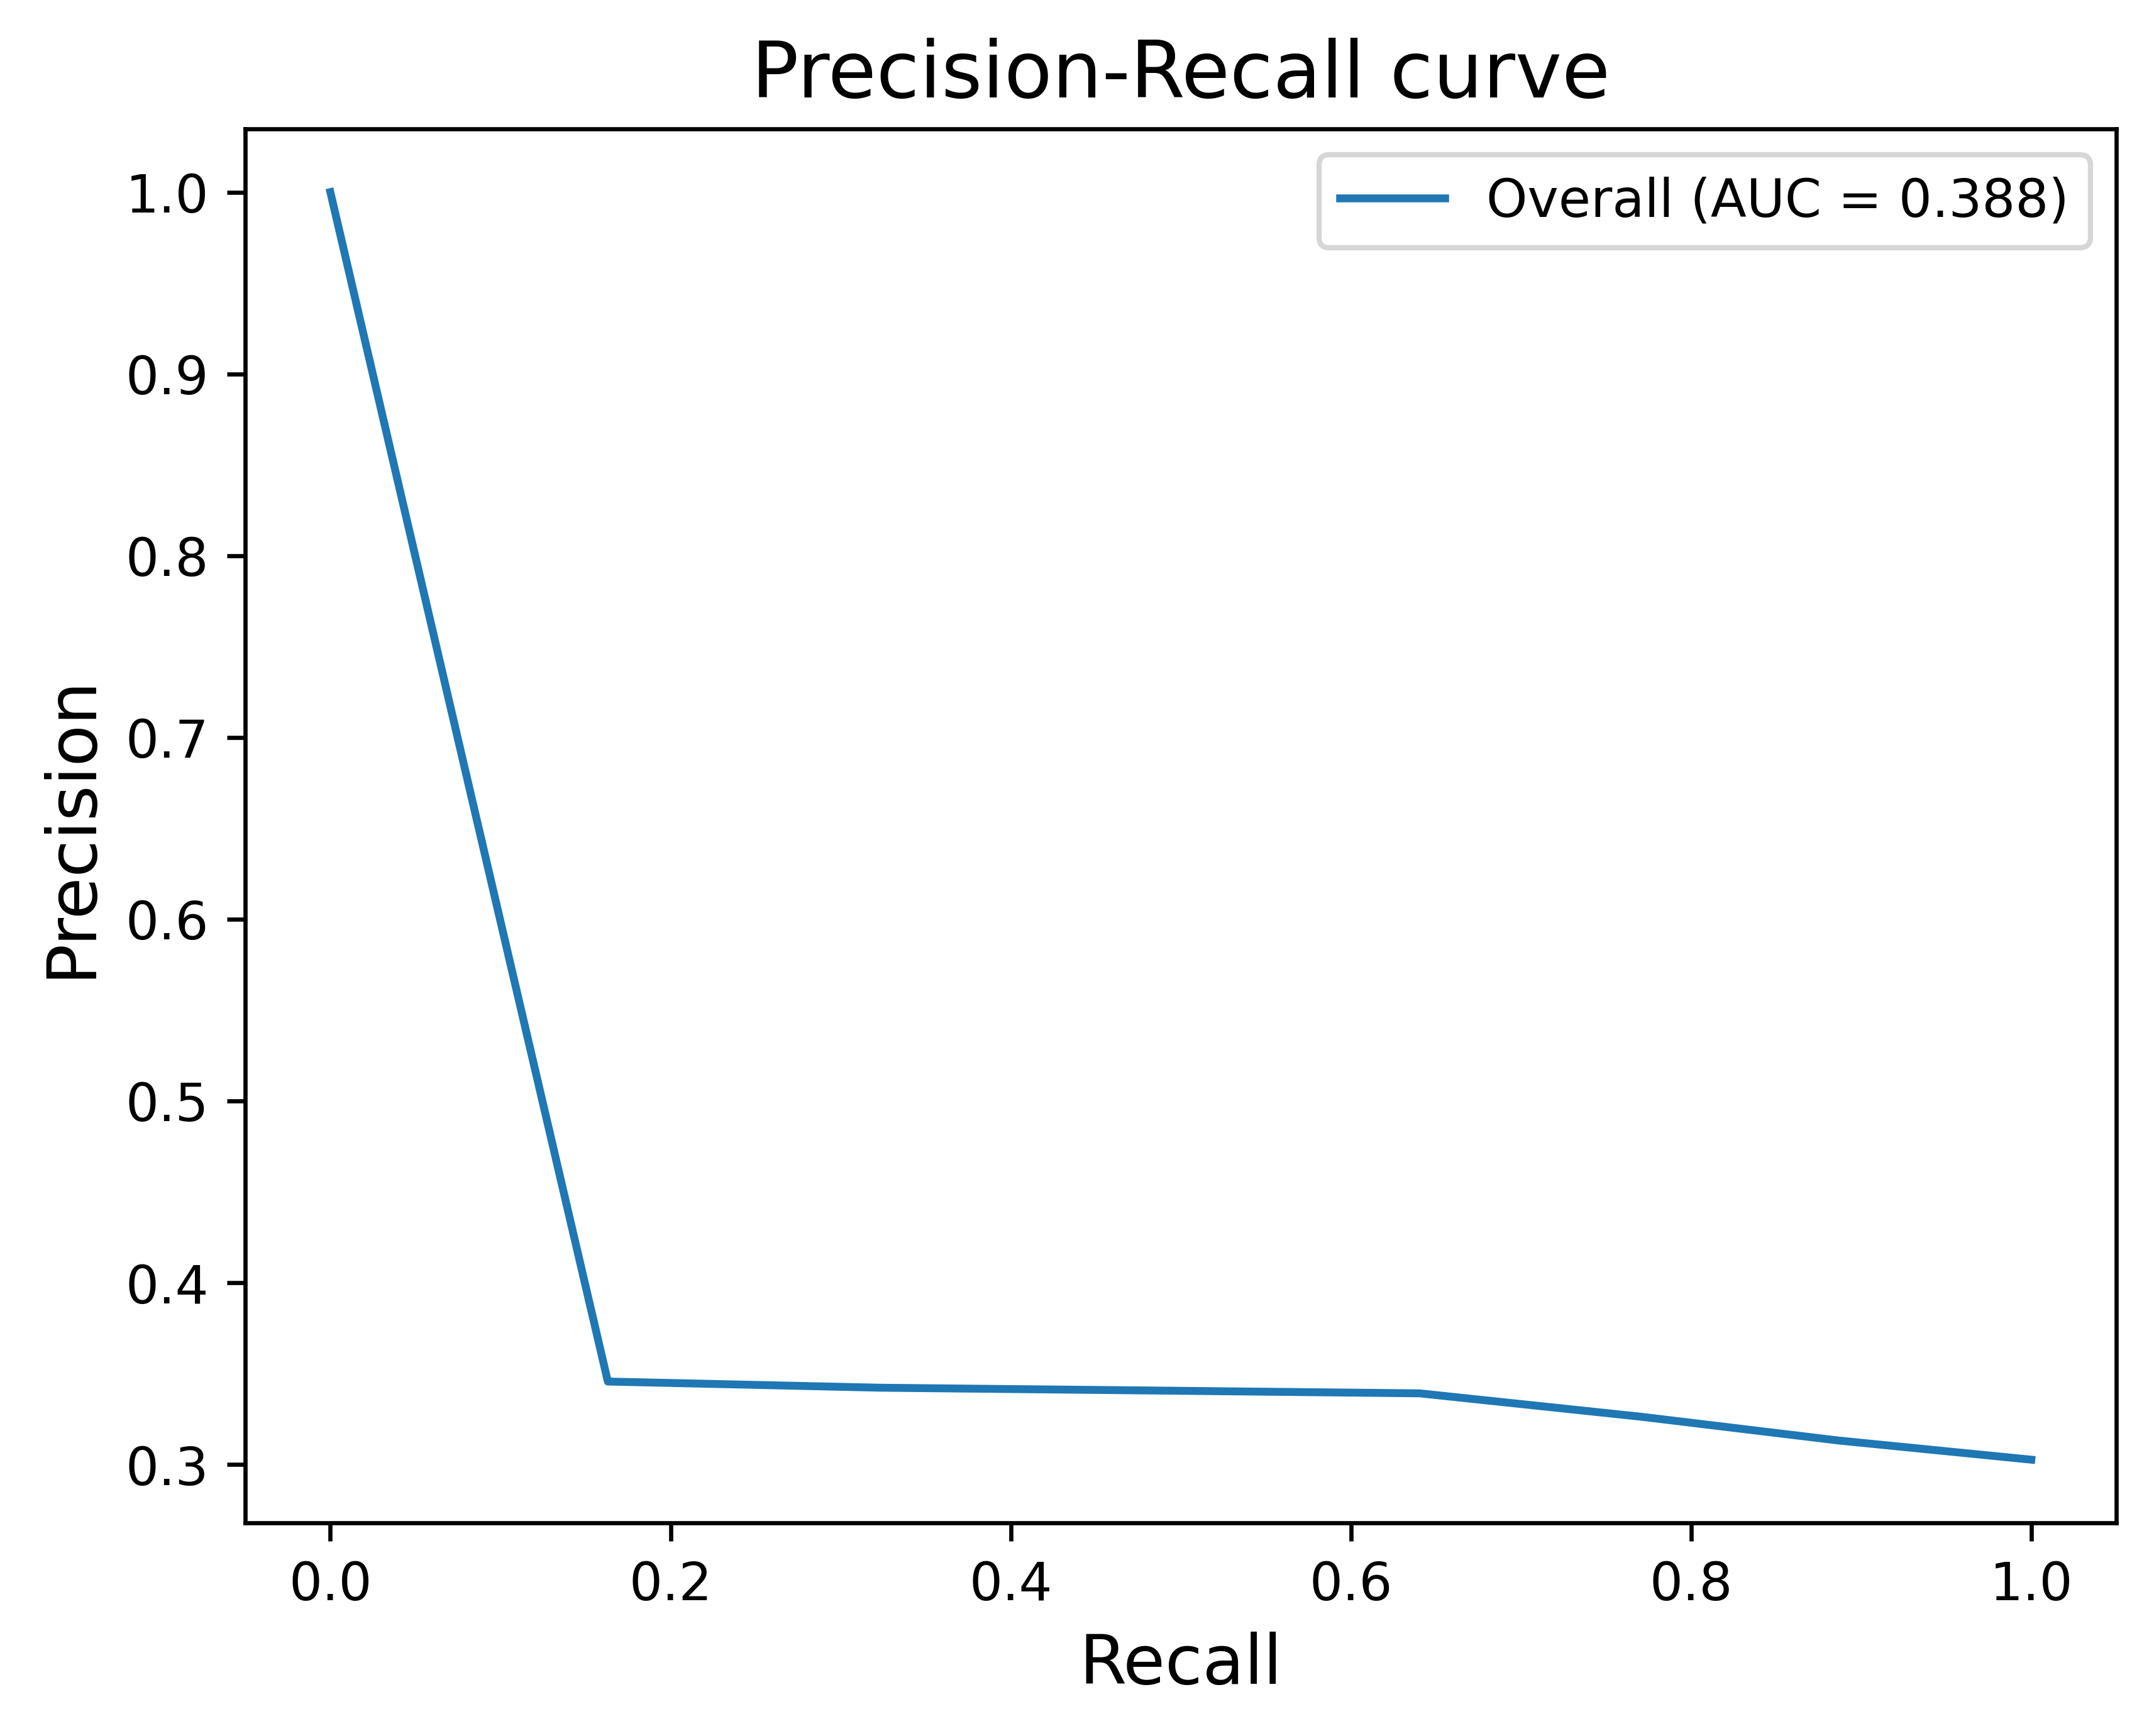 Precision-Recall curve
Overall (AUC = 0.388)
1.0
0.9
0.8
0.7
0.6
0.5
0.4
0.3
Precision
0.0 0.2 0.4 0.6 0.8 1.0
Recall